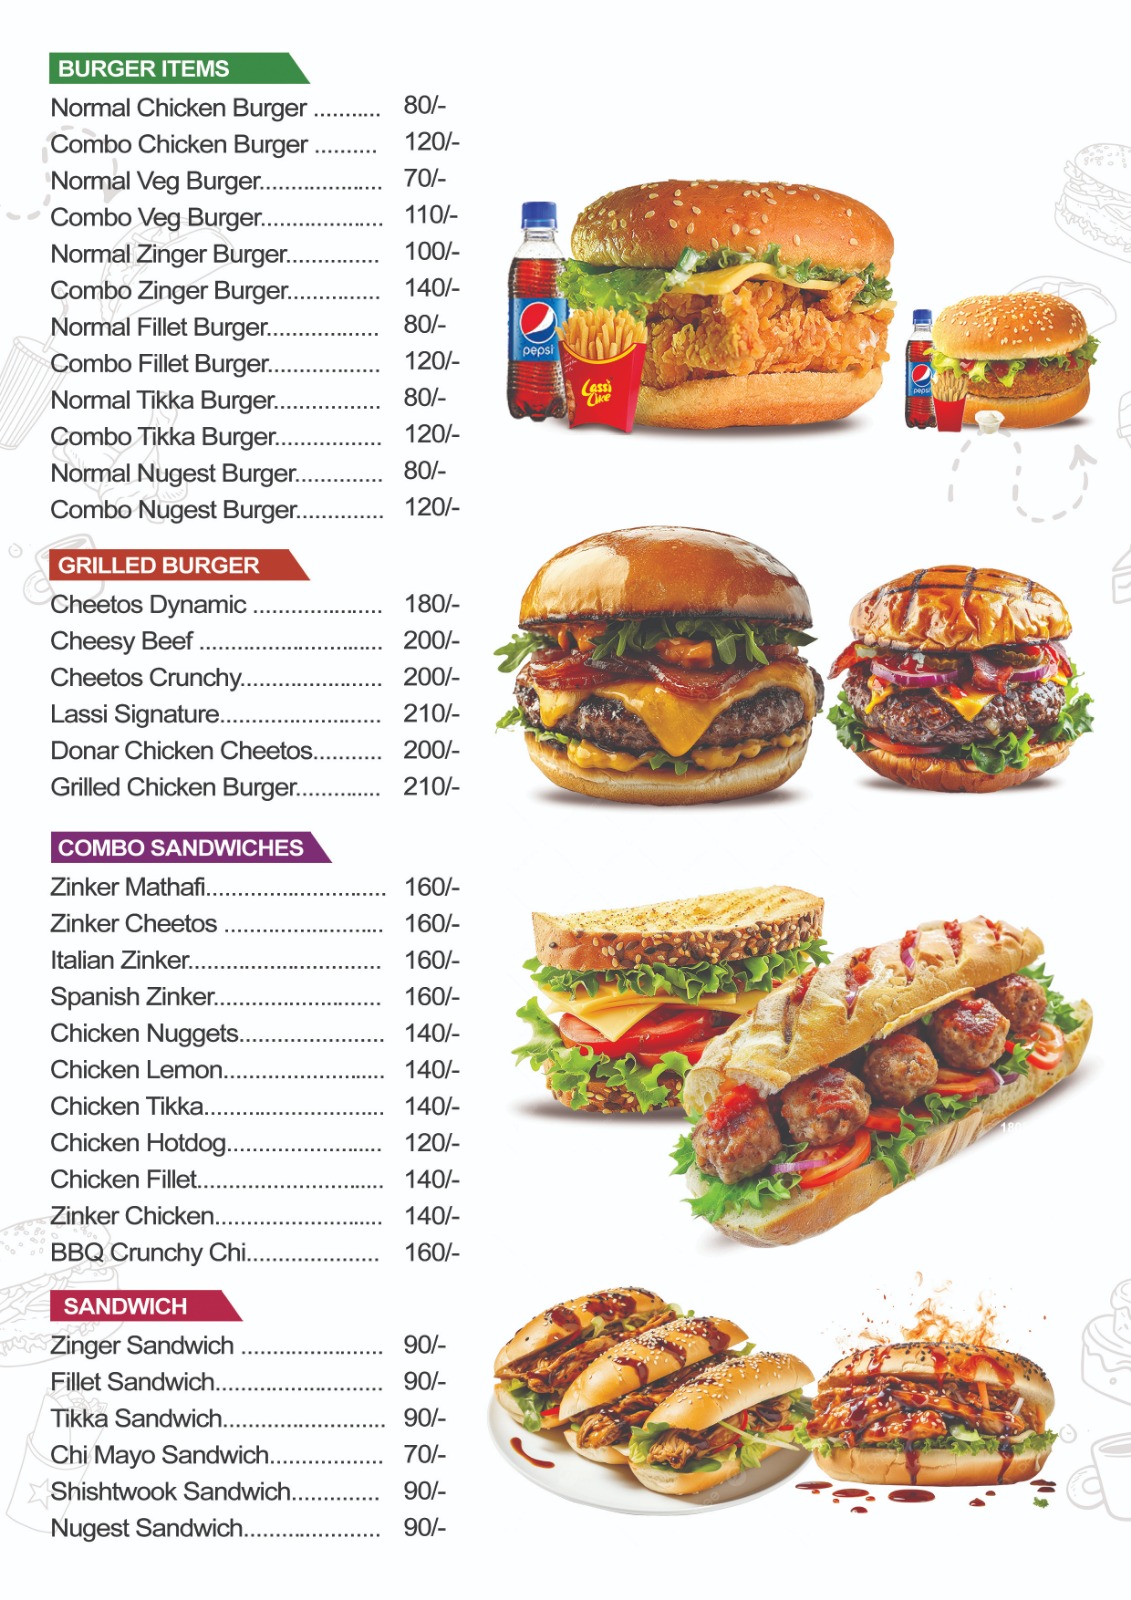 BURGER ITEMS
Normal Chicken Burger ........... 80/-
Combo Chicken Burger .......... 120/-
Normal Veg Burger.................... 70/-
Combo Veg Burger.................... 110/-
Normal Zinger Burger............... 100/-
Combo Zinger Burger............... 140/-
Normal Fillet Burger.................. 80/-
Combo Fillet Burger.................. 120/-
Normal Tikka Burger................. 80/-
Combo Tikka Burger................. 120/-
Normal Nugest Burger.............. 80/-
Combo Nugest Burger.............. 120/-
pepsi
Lassi
pepsi
GRILLED BURGER
Cheetos Dynamic ..................... 180/-
Cheesy Beef ............................. 200/-
Cheetos Crunchy....................... 200/-
Lassi Signature.......................... 210/-
Donar Chicken Cheetos........... 200/-
Grilled Chicken Burger............. 210/-
COMBO SANDWICHES
Zinker Mathafi............................. 160/-
Zinker Cheetos ......................... 160/-
Italian Zinker............................... 160/-
Spanish Zinker........................... 160/-
Chicken Nuggets....................... 140/-
Chicken Lemon.......................... 140/-
Chicken Tikka............................. 140/-
Chicken Hotdog......................... 120/-
Chicken Fillet.............................. 140/-
Zinker Chicken........................... 140/-
BBQ Crunchy Chi..................... 160/-
SANDWICH
Zinger Sandwich ....................... 90/-
Fillet Sandwich........................... 90/-
Tikka Sandwich.......................... 90/-
Chi Mayo Sandwich.................. 70/-
Shishtwook Sandwich.............. 90/-
Nugest Sandwich...................... 90/-